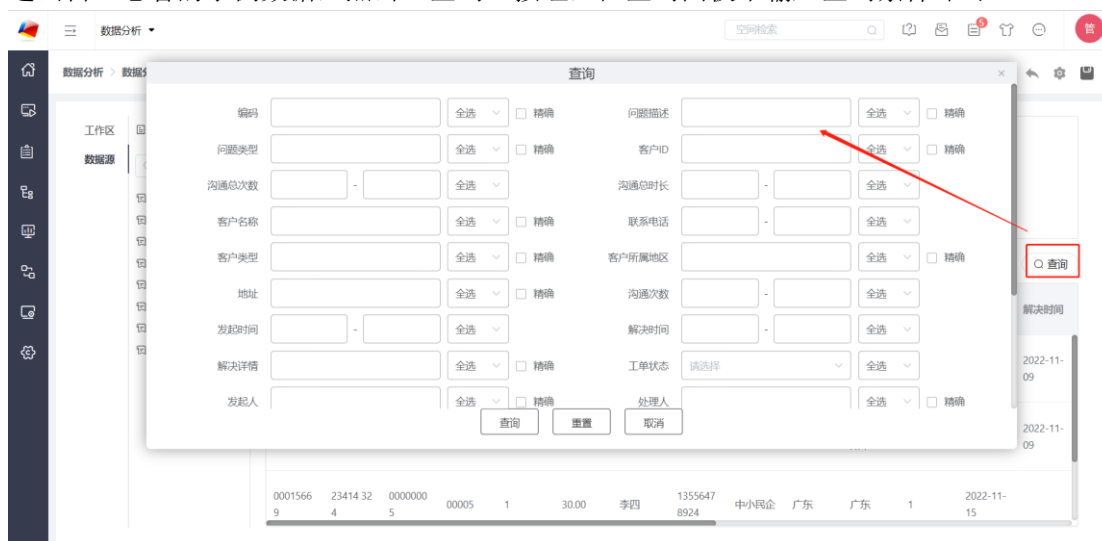 数据分析
空间检索
5
管
数据分析 > 数据分
查询
编码 全选 精确 问题描述 全选 精确
工作区
问题类型 全选 精确 客户ID 全选 精确
数据源
沟通总次数 - 全选 沟通总时长 - 全选
客户名称 全选 精确 联系电话 - 全选
客户类型 全选 精确 客户所属地区 全选 精确
查询
地址 全选 精确 沟通次数 - 全选
解决时间
发起时间 - 全选 解决时间 - 全选
解决详情 全选 精确 工单状态 请选择 全选
2022-11-
09
发起人 全选 精确 处理人 全选 精确
查询 重置 取消
2022-11-
09
0001566 23414 32 0000000 1355647 2022-11-
00005 1 30.00 李四 中小民企 广东 广东 1
9 4 5 8924 15